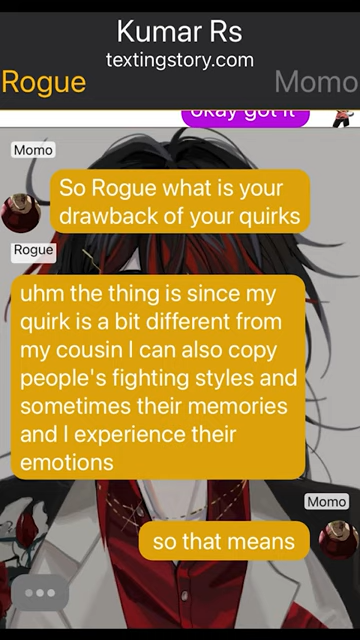 Kumar Rs
textingstory.com
Rogue Momo
okay got it
Momo
So Rogue what is your
drawback of your quirks
Rogue
uhm the thing is since my
quirk is a bit different from
my cousin I can also copy
people's fighting styles and
sometimes their memories
and I experience their
emotions
Momo
so that means